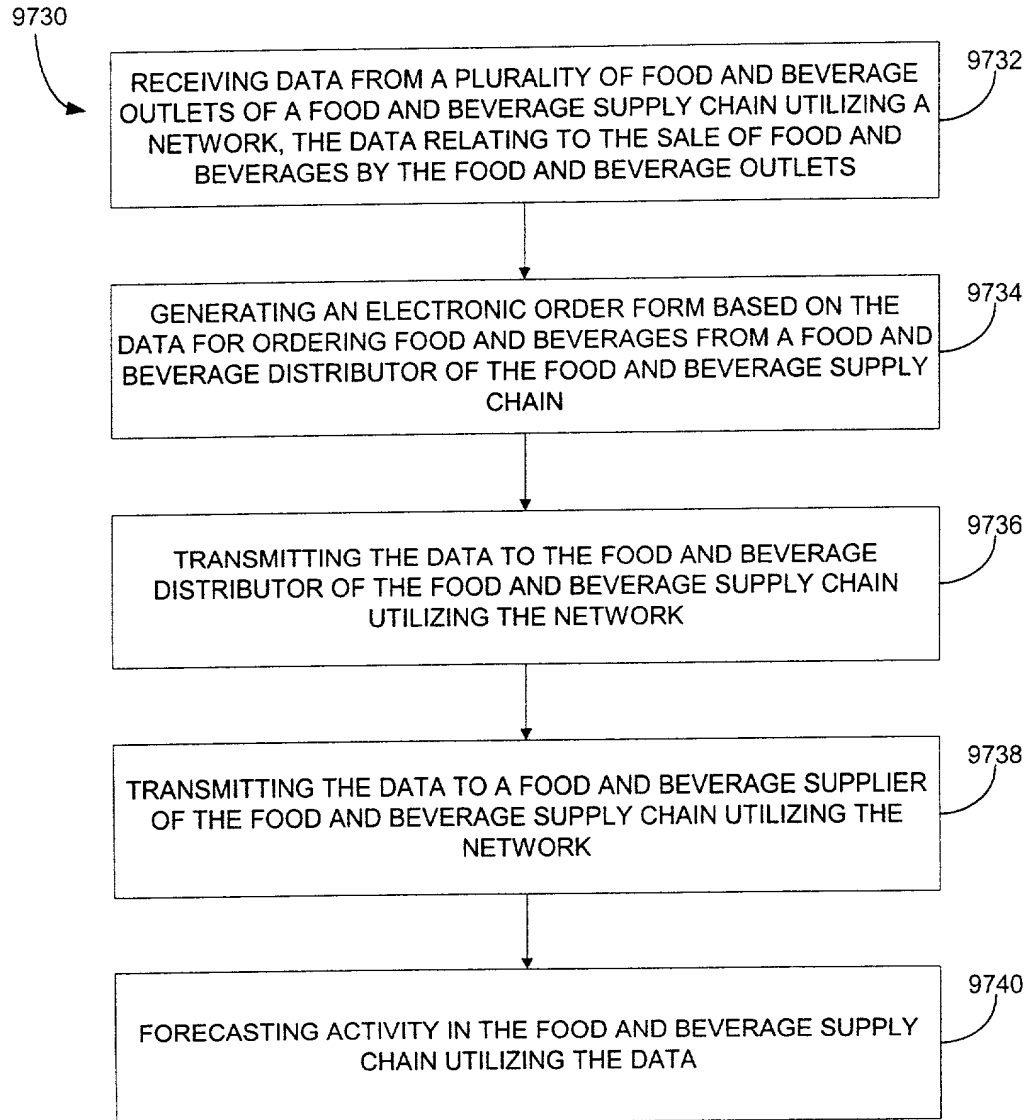 9730
9732
RECEIVING DATA FROM A PLURALITY OF FOOD AND BEVERAGE
OUTLETS OF A FOOD AND BEVERAGE SUPPLY CHAIN UTILIZING A
NETWORK, THE DATA RELATING TO THE SALE OF FOOD AND
BEVERAGES BY THE FOOD AND BEVERAGE OUTLETS
9734
GENERATING AN ELECTRONIC ORDER FORM BASED ON THE
DATA FOR ORDERING FOOD AND BEVERAGES FROM A FOOD AND
BEVERAGE DISTRIBUTOR OF THE FOOD AND BEVERAGE SUPPLY
CHAIN
9736
TRANSMITTING THE DATA TO THE FOOD AND BEVERAGE
DISTRIBUTOR OF THE FOOD AND BEVERAGE SUPPLY CHAIN
UTILIZING THE NETWORK
9738
TRANSMITTING THE DATA TO A FOOD AND BEVERAGE SUPPLIER
OF THE FOOD AND BEVERAGE SUPPLY CHAIN UTILIZING THE
NETWORK
9740
FORECASTING ACTIVITY IN THE FOOD AND BEVERAGE SUPPLY
CHAIN UTILIZING THE DATA